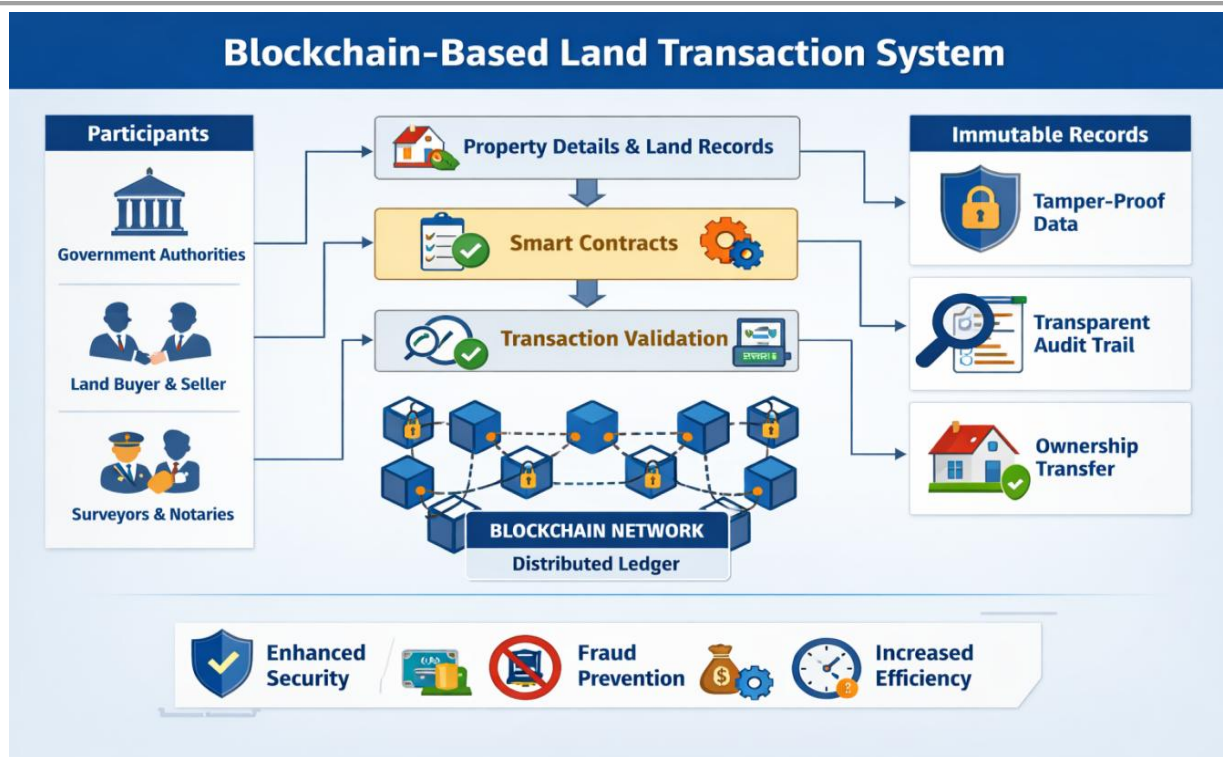 Blockchain-Based Land Transaction System
Participants
Government Authorities
Land Buyer & Seller
Surveyors & Notaries
Property Details & Land Records
Smart Contracts
Transaction Validation
BLOCKCHAIN NETWORK
Distributed Ledger
Immutable Records
Tamper-Proof
Data
Transparent
Audit Trail
Ownership
Transfer
Enhanced
Security
Fraud
Prevention
$
Increased
Efficiency
?